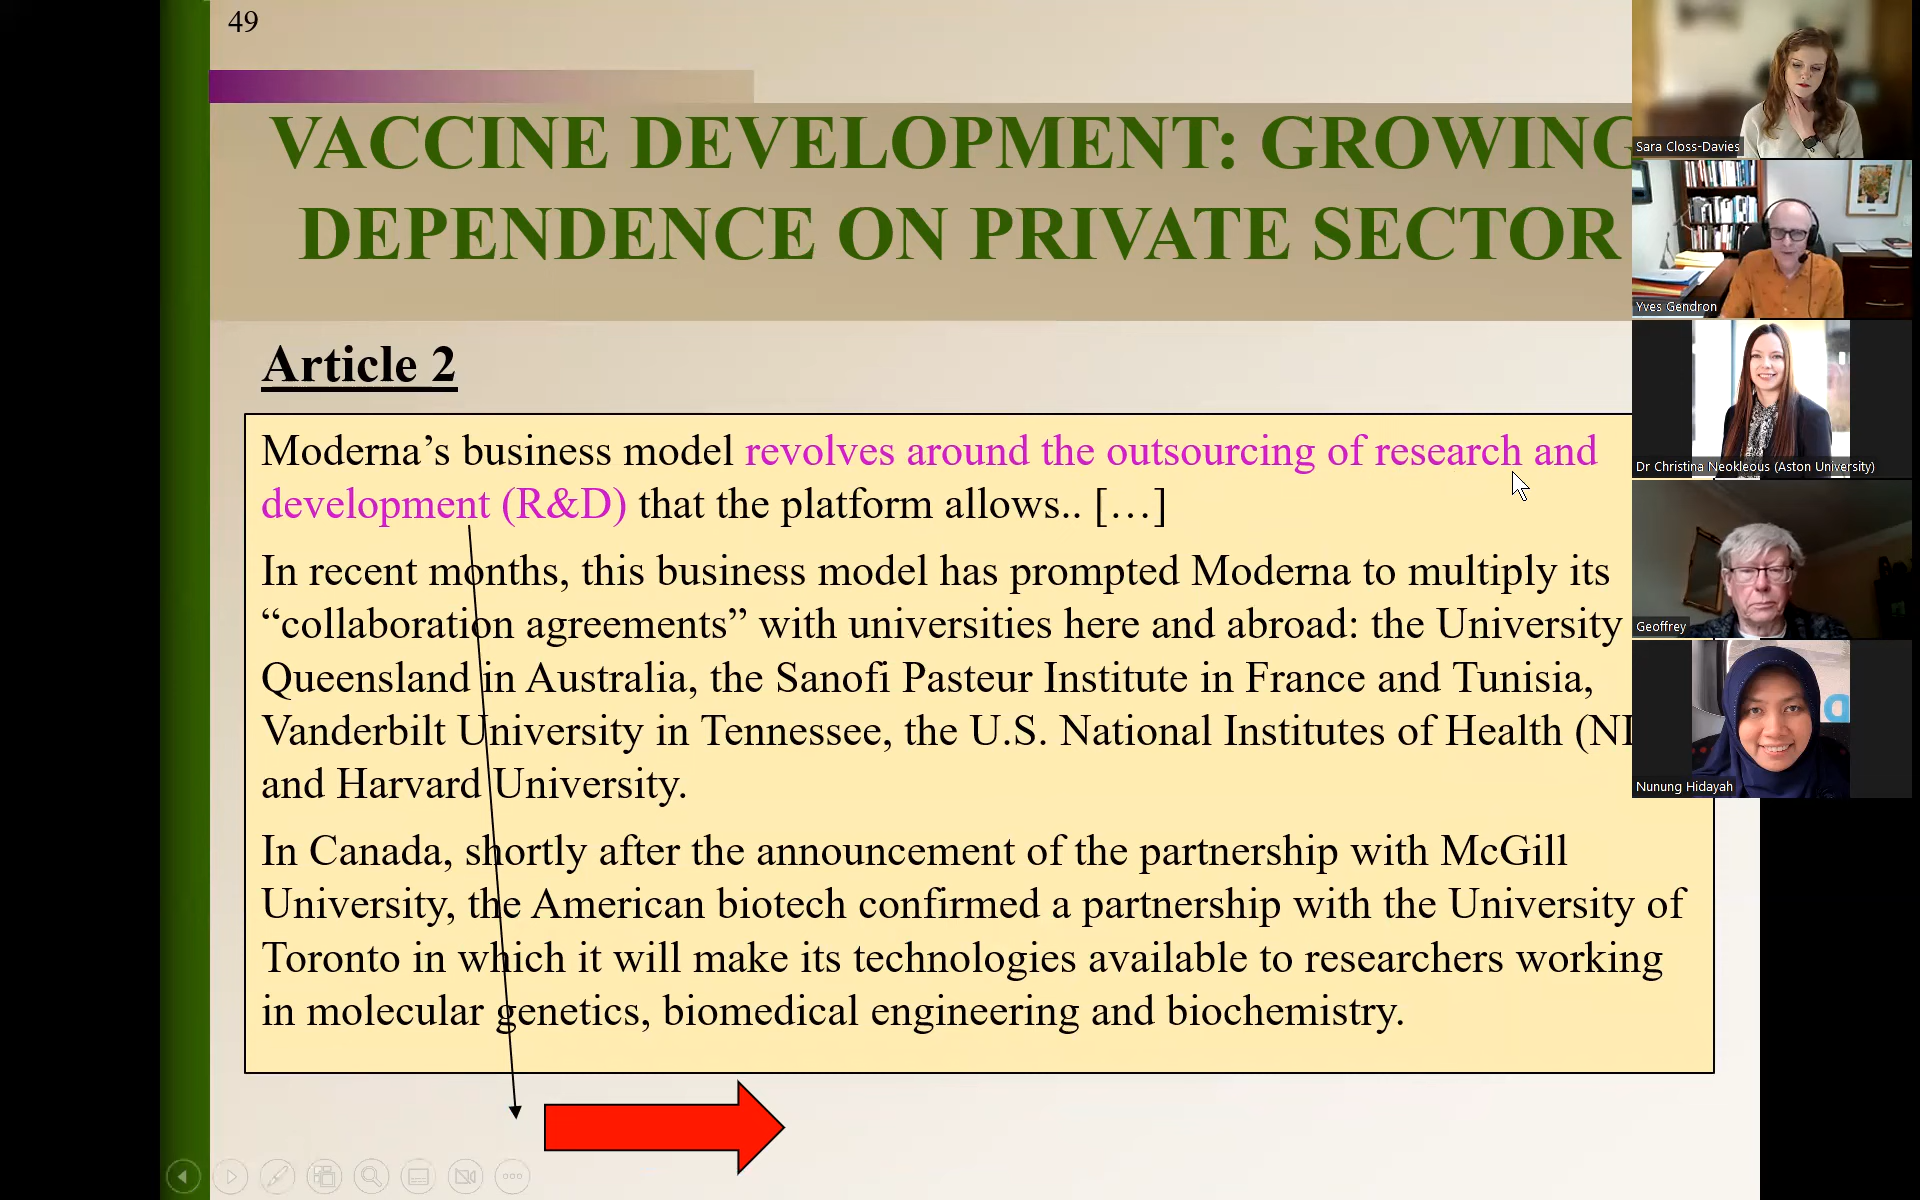 49
VACCINE DEVELOPMENT: GROWING
DEPENDENCE ON PRIVATE SECTOR
Article 2
Moderna’s business model revolves around the outsourcing of research and
development (R&D) that the platform allows.. […]
In recent months, this business model has prompted Moderna to multiply its
“collaboration agreements” with universities here and abroad: the University
Queensland in Australia, the Sanofi Pasteur Institute in France and Tunisia,
Vanderbilt University in Tennessee, the U.S. National Institutes of Health
and Harvard University.
In Canada, shortly after the announcement of the partnership with McGill
University, the American biotech confirmed a partnership with the University of
Toronto in which it will make its technologies available to researchers working
in molecular genetics, biomedical engineering and biochemistry.
Sara Closs-Davies
Yves Gendron
Dr Christina Neokleous (Aston University)
Geoffrey
Nunung Hidayah